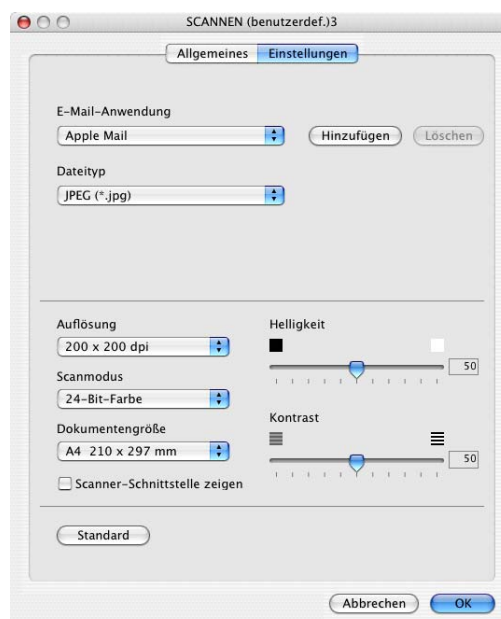 SCANNEN (benutzerdef.)3
Allgemeines Einstellungen
E-Mail-Anwendung
Apple Mail Hinzufügen Löschen
Dateityp
JPEG (*.jpg)
Auflösung Helligkeit
200 x 200 dpi
50
Scanmodus
24-Bit-Farbe
Kontrast
Dokumentengröße
A4 210 x 297 mm
50
Scanner-Schnittstelle zeigen
Standard
Abbrechen OK